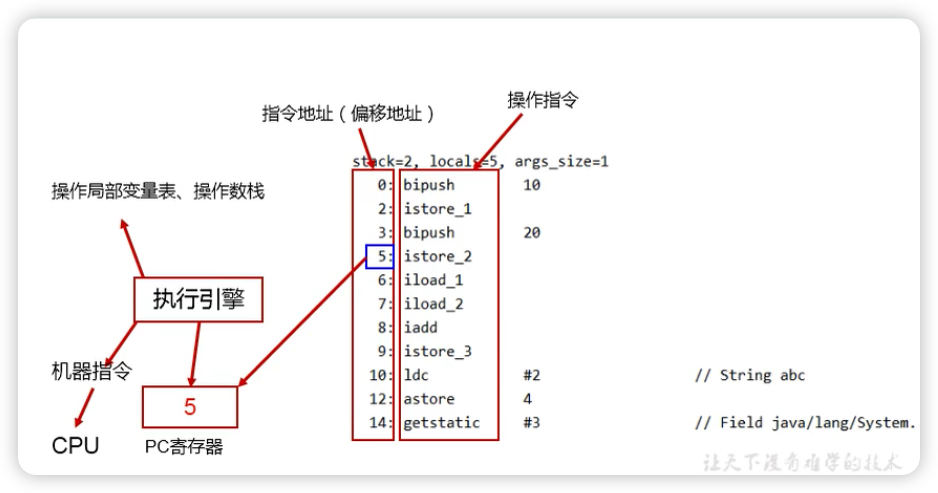 指令地址（偏移地址）
操作指令
stack=2, locals=5, args_size=1
0: bipush 10
2: istore_1
3: bipush 20
5: istore_2
6: iload_1
7: iload_2
8: iadd
9: istore_3
10: ldc #2 // String abc
12: astore 4
14: getstatic #3 // Field java/lang/System.
操作局部变量表、操作数栈
执行引擎
机器指令
CPU
5
PC寄存器
让天下没有难学的技术